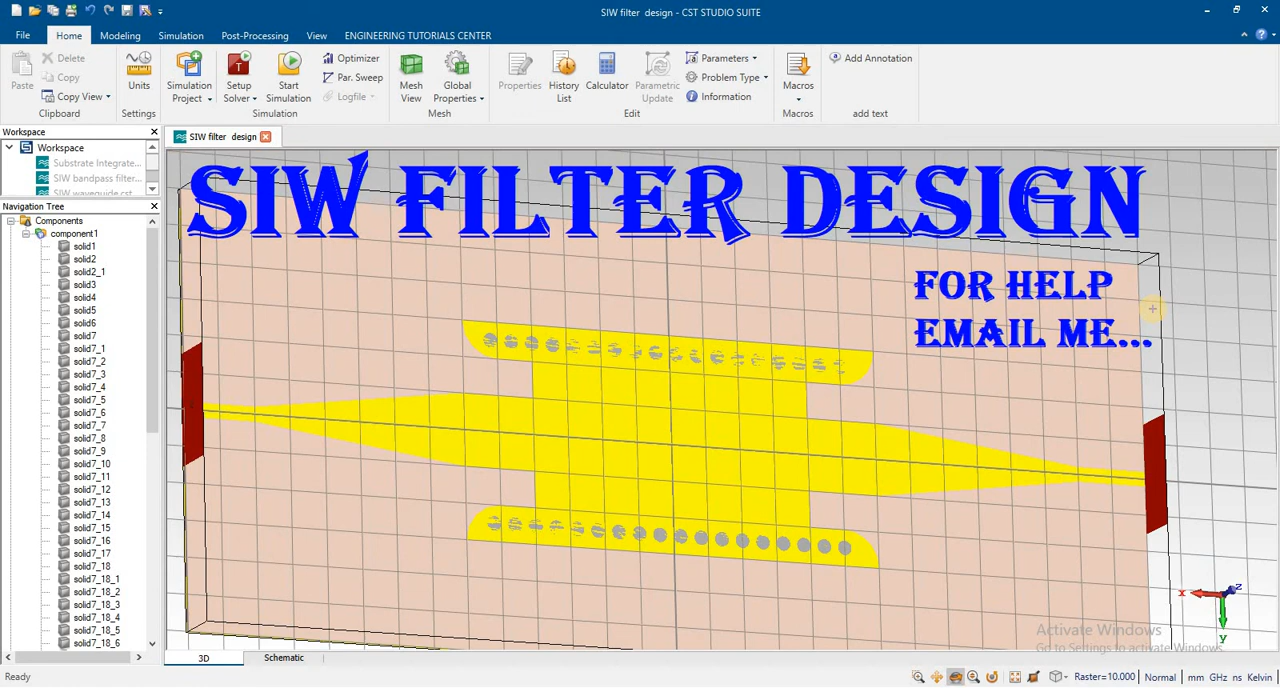 SIW filter  design - CST STUDIO SUITE
File Home Modeling Simulation Post-Processing View ENGINEERING TUTORIALS CENTER
Paste
Delete
Copy
Copy View
Clipboard
Units
Settings
Simulation Project
Setup Solver
Start Simulation
Optimizer
Par. Sweep
Logfile
Simulation
Mesh View
Global Properties
Mesh
Properties
History List
Calculator
Parametric Update
Parameters
Problem Type
Information
Edit
Macros
Macros
Add Annotation
add text
Workspace
Workspace
Substrate Integrate...
SIW bandpass filter...
SIW waveguide cst
Navigation Tree
Components
component1
solid1
solid2
solid2_1
solid3
solid4
solid5
solid6
solid7
solid7_1
solid7_2
solid7_3
solid7_4
solid7_5
solid7_6
solid7_7
solid7_8
solid7_9
solid7_10
solid7_11
solid7_12
solid7_13
solid7_14
solid7_15
solid7_16
solid7_17
solid7_18
solid7_18_1
solid7_18_2
solid7_18_3
solid7_18_4
solid7_18_5
solid7_18_6
SIW filter  design
SIW FILTER DESIGN
FOR HELP
EMAIL ME...
x z
y
Activate Windows
Go to Settings to activate Windows.
3D Schematic
Ready Raster=10.000 Normal mm GHz ns Kelvin